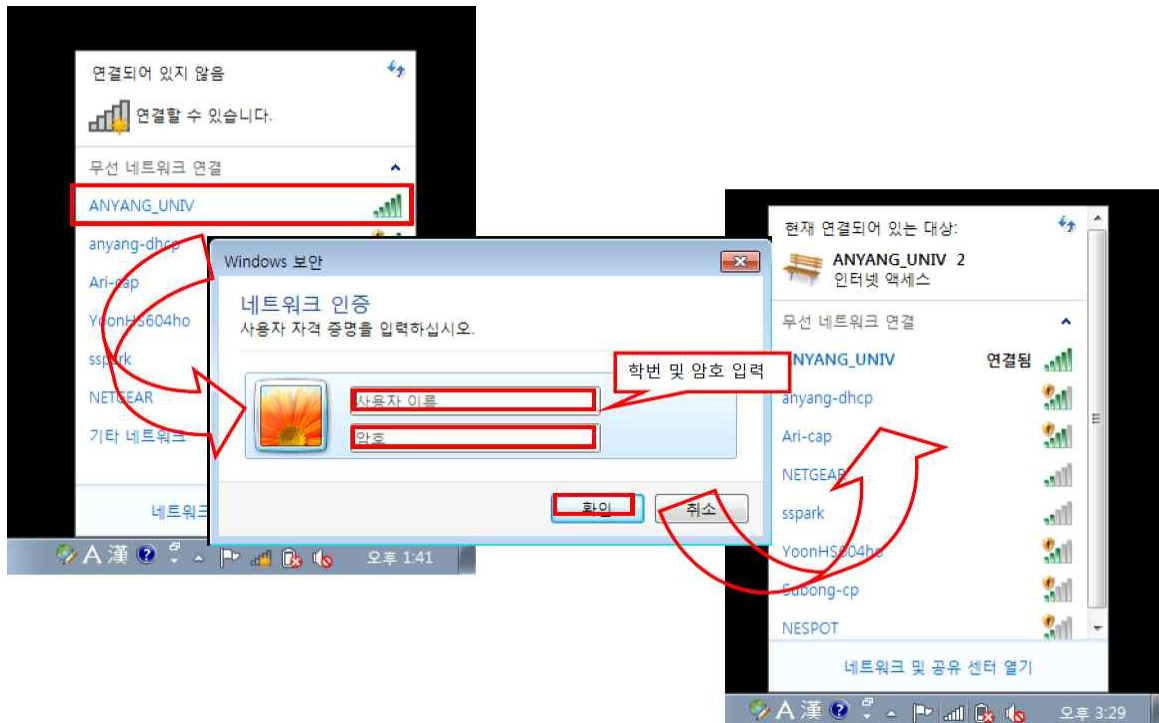 연결되어 있지 않음
연결할 수 있습니다.
무선 네트워크 연결
ANYANG_UNIV
anyang-dhcp
Ari-cap
YoonHS604ho
sspark
NETGEAR
기타 네트워크
네트워크
A 漢
오후 1:41
Windows 보안
네트워크 인증
사용자 자격 증명을 입력하십시오.
학번 및 암호 입력
사용자 이름
암호
확인
취소
현재 연결되어 있는 대상:
ANYANG_UNIV 2
인터넷 액세스
무선 네트워크 연결
ANYANG_UNIV 연결됨
anyang-dhcp
Ari-cap
NETGEAR
sspark
YoonHS604ho
Subong-cp
NESPOT
네트워크 및 공유 센터 열기
A 漢
오후 3:29